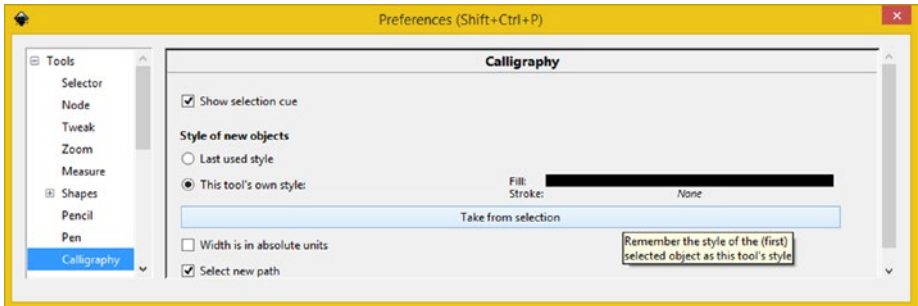 Preferences (Shift+Ctrl+P)
Tools
Selector
Node
Tweak
Zoom
Measure
Shapes
Pencil
Pen
Calligraphy
Calligraphy
Show selection cue
Style of new objects
Last used style
This tool's own style:
Fill:
Stroke: None
Take from selection
Width is in absolute units
Remember the style of the (first)
selected object as this tool's style
Select new path